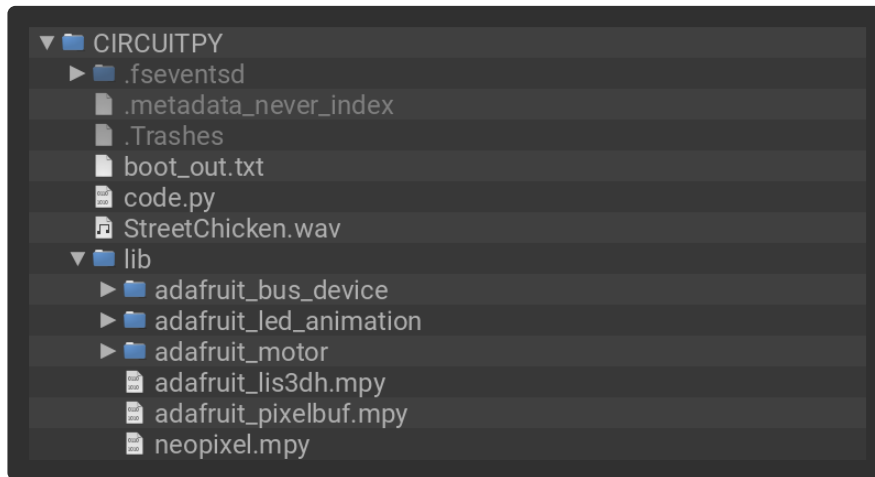 CIRCUITPY
.fseventsd
.metadata_never_index
.Trashes
boot_out.txt
code.py
StreetChicken.wav
lib
adafruit_bus_device
adafruit_led_animation
adafruit_motor
adafruit_lis3dh.mpy
adafruit_pixelbuf.mpy
neopixel.mpy